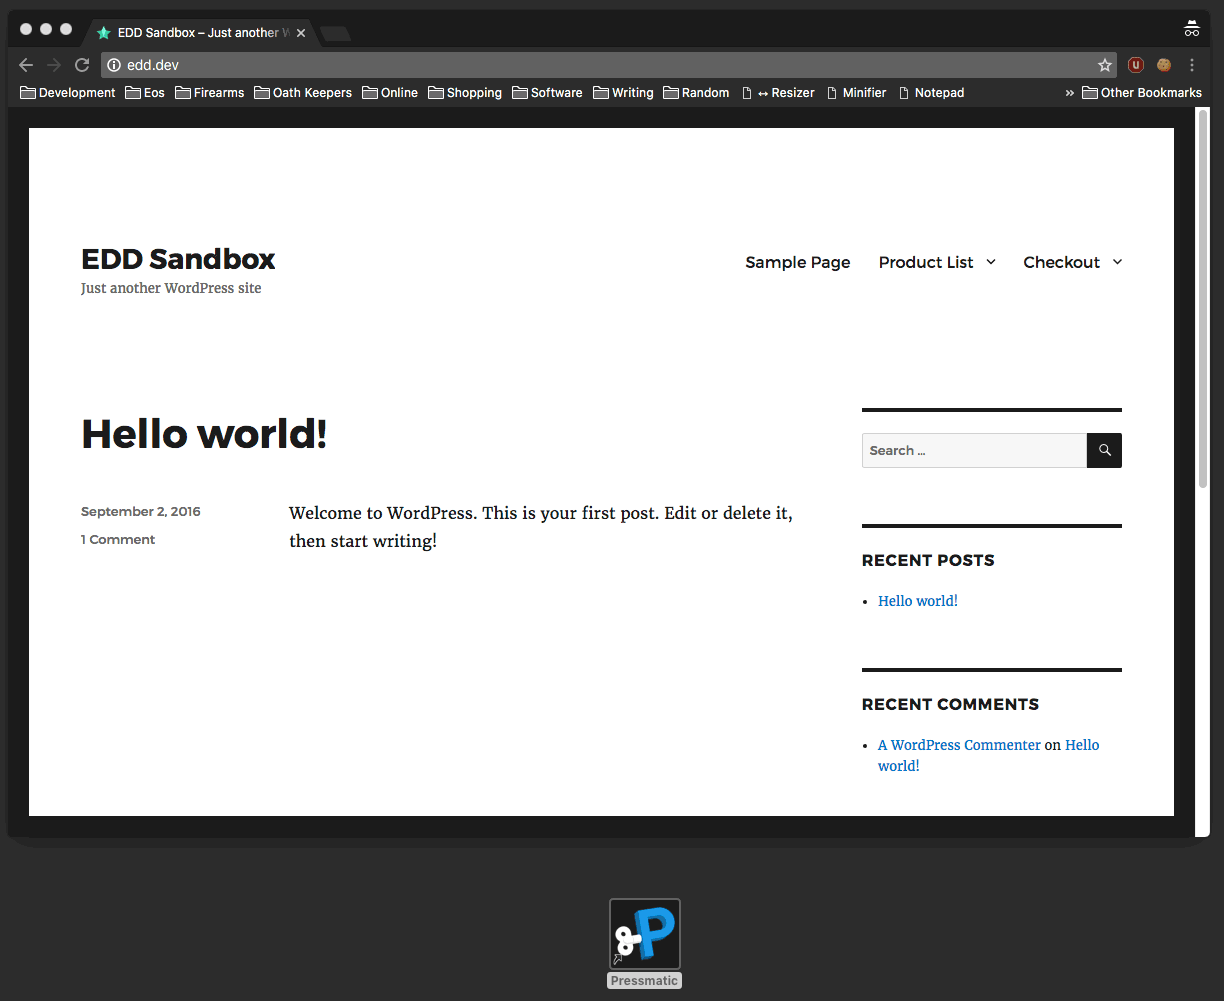 EDD Sandbox – Just another W
edd.dev
Development Eos Firearms Oath Keepers Online Shopping Software Writing Random ↔ Resizer Minifier Notepad » Other Bookmarks
EDD Sandbox
Just another WordPress site
Sample Page Product List Checkout
Hello world!
September 2, 2016
1 Comment
Welcome to WordPress. This is your first post. Edit or delete it,
then start writing!
Search ...
RECENT POSTS
• Hello world!
RECENT COMMENTS
• A WordPress Commenter on Hello
world!
P
Pressmatic